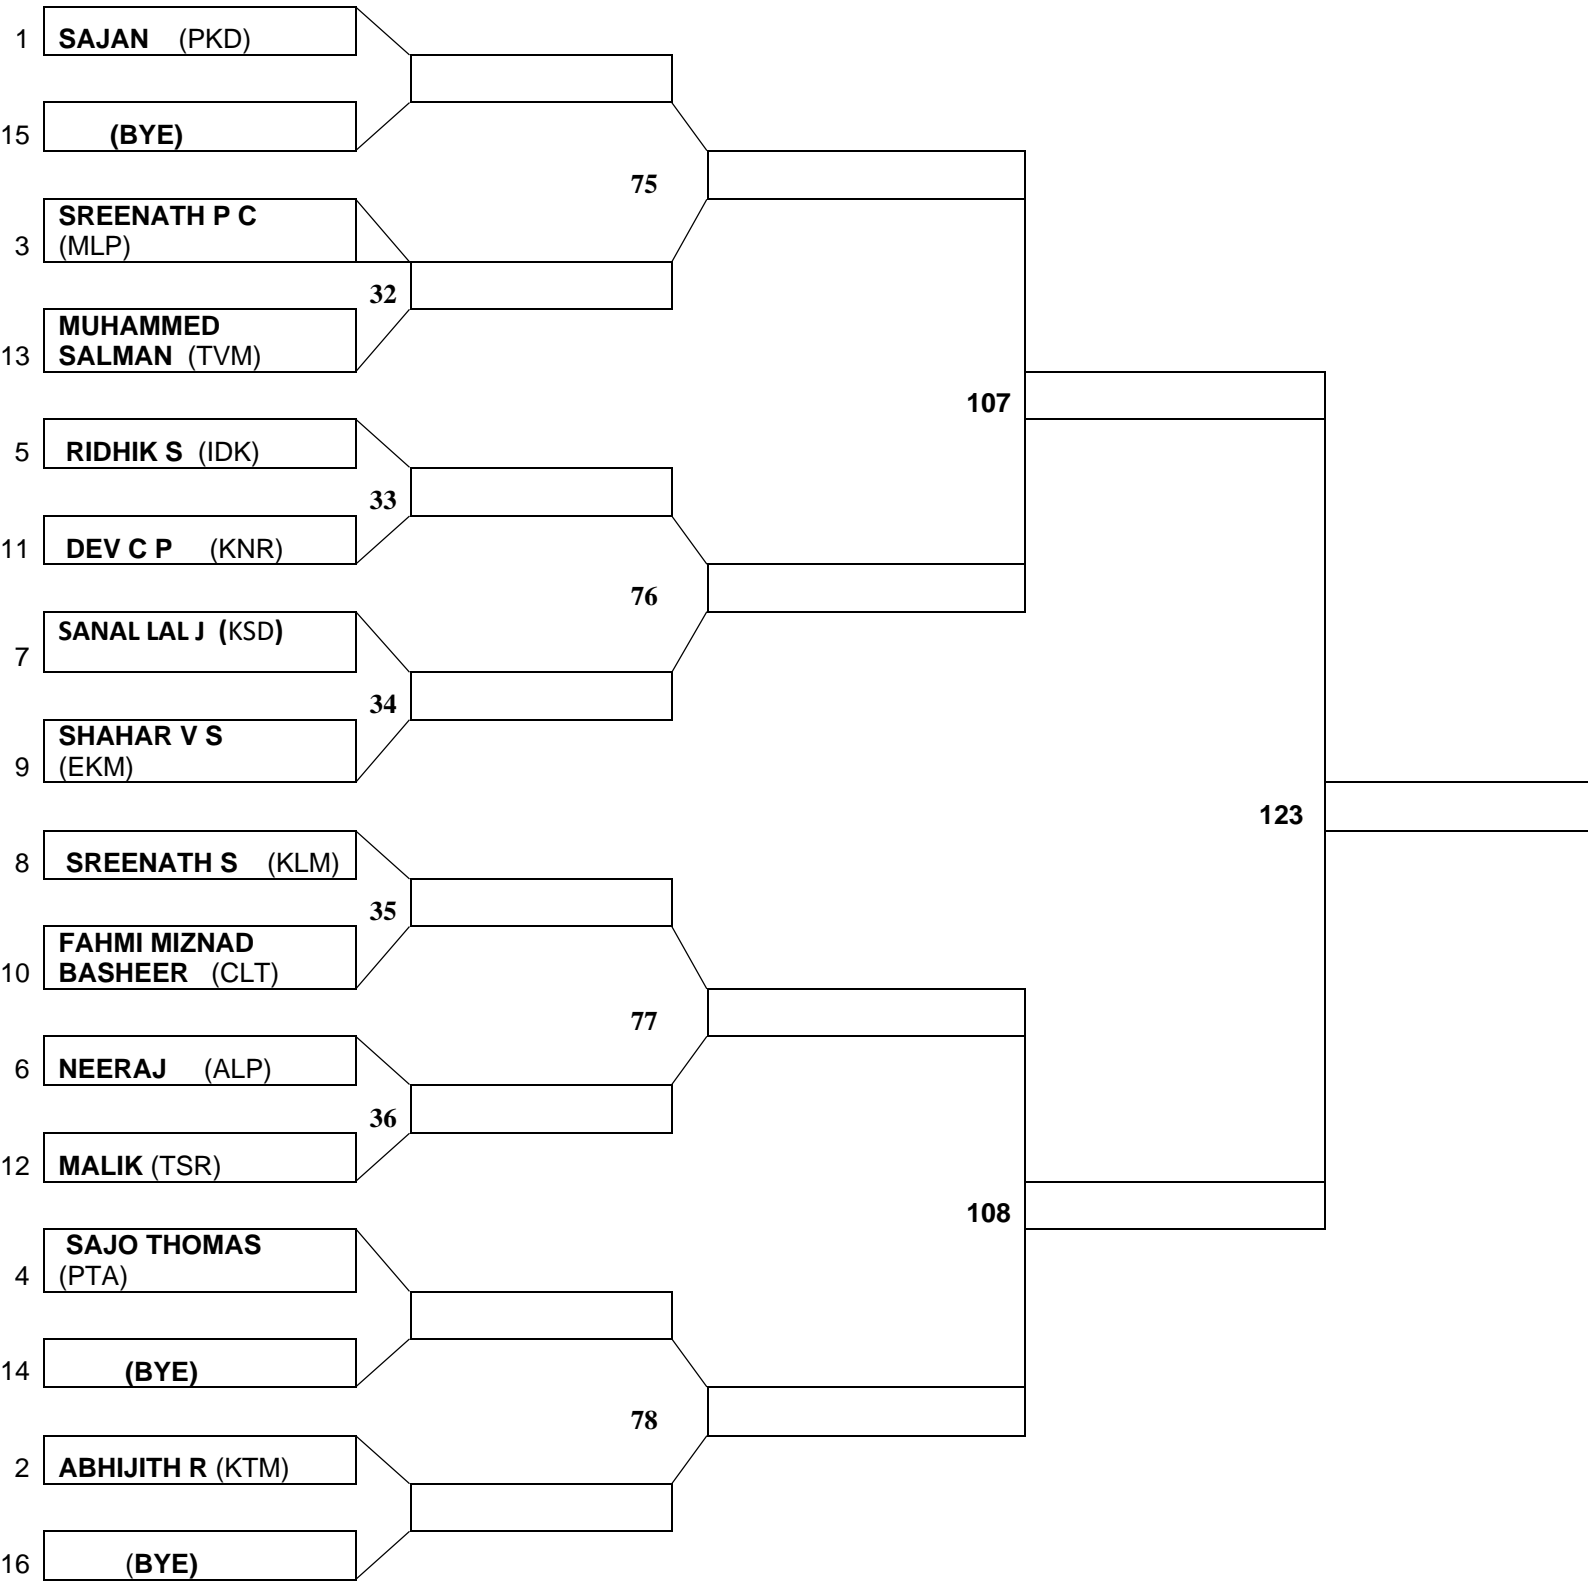 1 SAJAN (PKD)
15 (BYE)
75
SREENATH P C
3 (MLP)
32
MUHAMMED
13 SALMAN (TVM)
107
5 RIDHIK S (IDK)
33
11 DEV C P (KNR)
76
SANAL LAL J (KSD)
7
34
SHAHAR V S
9 (EKM)
123
8 SREENATH S (KLM)
35
FAHMI MIZNAD
10 BASHEER (CLT)
77
6 NEERAJ (ALP)
36
12 MALIK (TSR)
108
SAJO THOMAS
4 (PTA)
14 (BYE)
78
2 ABHIJITH R (KTM)
16 (BYE)